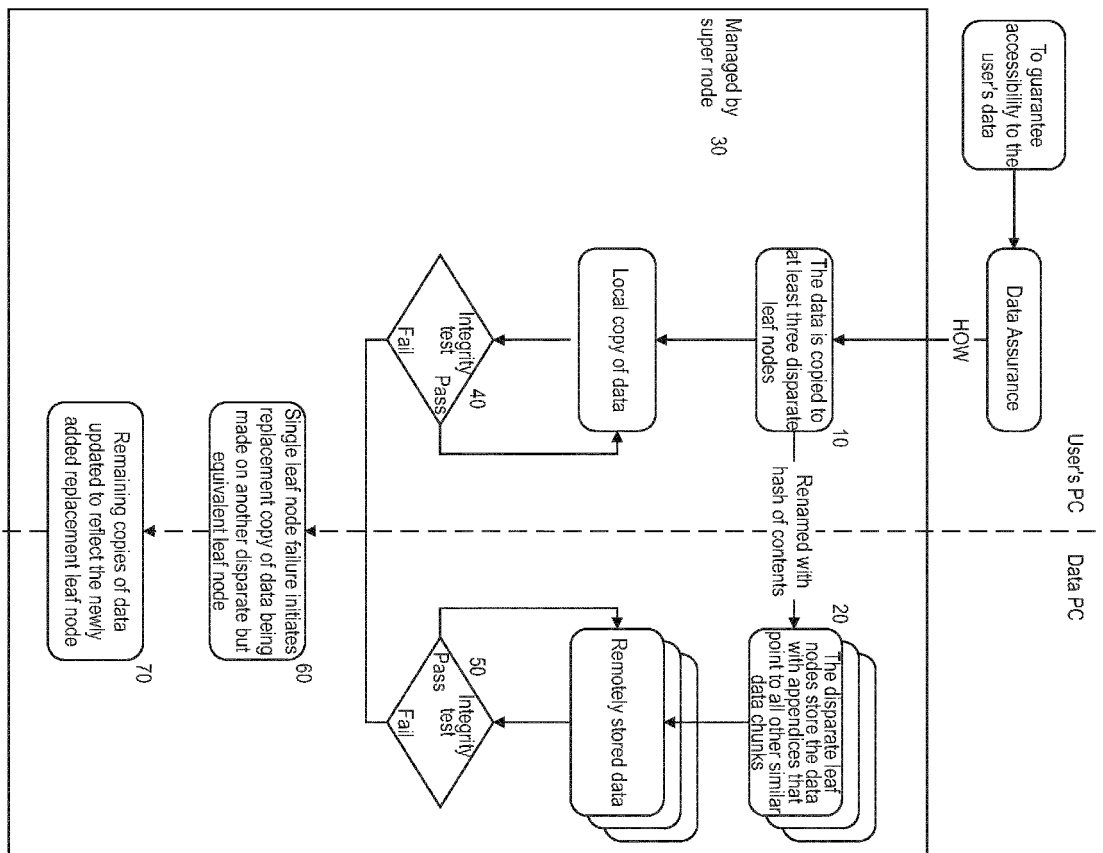 User's PC
Data PC
To guarantee
accessibility to the
user's data
Data Assurance
HOW
Managed by
super node
30
10
The data is copied to
at least three disparate
leaf nodes
Renamed with
hash of contents
20
The disparate leaf
nodes store the data
with appendices that
point to all other similar
data chunks
Local copy of data
Remotely stored data
40
Integrity
test
Pass
Fail
50
Integrity
test
Pass
Fail
60
Single leaf node failure initiates
replacement copy of data being
made on another disparate but
equivalent leaf node
70
Remaining copies of data
updated to reflect the newly
added replacement leaf node